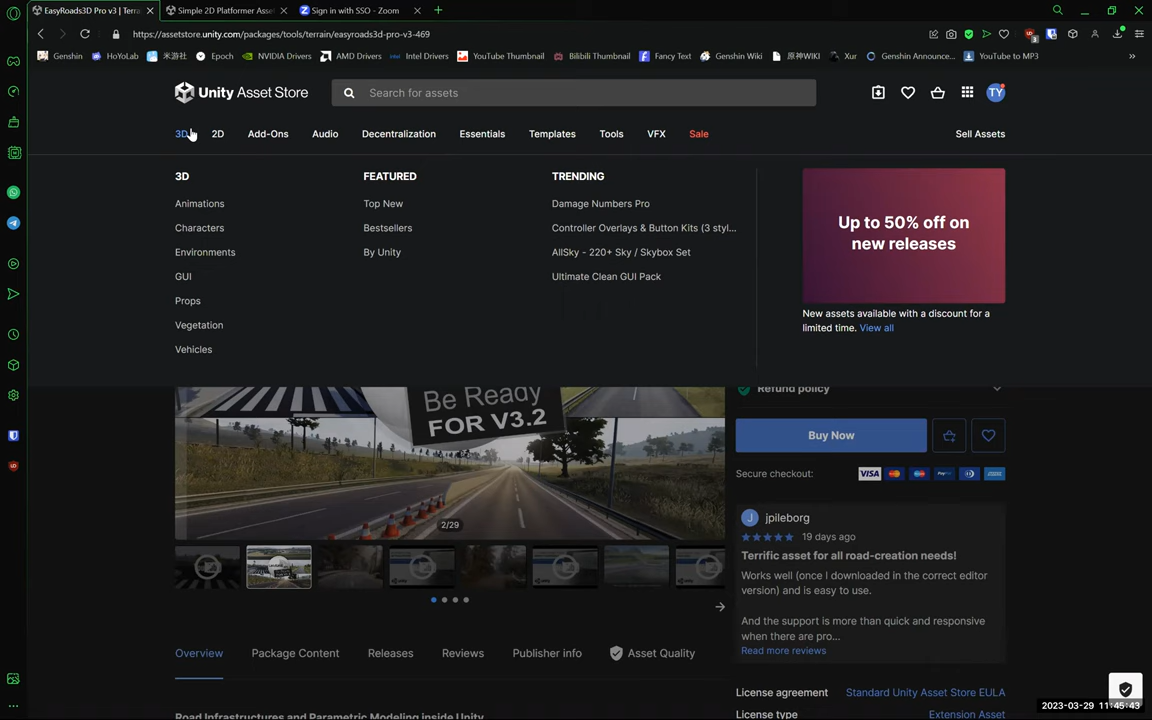 EasyRoads3D Pro v3 | Terra
Simple 2D Platformer Asse
Sign in with SSO - Zoom
https://assetstore.unity.com/packages/tools/terrain/easyroads3d-pro-v3-469
Genshin
HoYoLab
米游社
Epoch
NVIDIA Drivers
AMD Drivers
Intel Drivers
YouTube Thumbnail
Bilibili Thumbnail
Fancy Text
Genshin Wiki
原神WIKI
Xur
Genshin Announce...
YouTube to MP3
Unity Asset Store
Search for assets
TY
3D
2D
Add-Ons
Audio
Decentralization
Essentials
Templates
Tools
VFX
Sale
Sell Assets
3D
Animations
Characters
Environments
GUI
Props
Vegetation
Vehicles
FEATURED
Top New
Bestsellers
By Unity
TRENDING
Damage Numbers Pro
Controller Overlays & Button Kits (3 styl...
AllSky - 220+ Sky / Skybox Set
Ultimate Clean GUI Pack
Up to 50% off on
new releases
New assets available with a discount for a
limited time. View all
Be Ready
FOR V3.2
2/29
Refund policy
Buy Now
Secure checkout:
VISA
J
jpileborg
19 days ago
Terrific asset for all road-creation needs!
Works well (once I downloaded in the correct editor
version) and is easy to use.
And the support is more than quick and responsive
when there are pro...
Read more reviews
Overview
Package Content
Releases
Reviews
Publisher info
Asset Quality
License agreement
Standard Unity Asset Store EULA
License type
Extension Asset
Road Infrastructures and Parametric Modeling inside Unity
2023-03-29 11:45:43